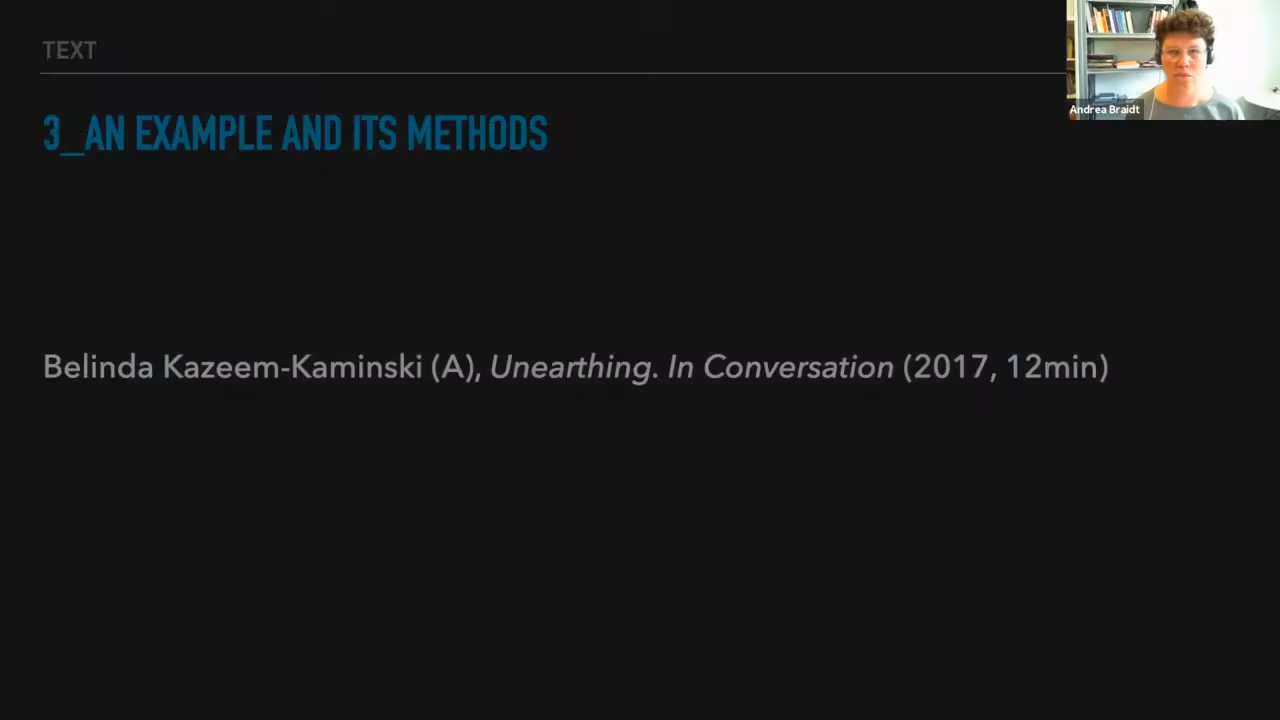 TEXT
Andrea Braidt
3_AN EXAMPLE AND ITS METHODS
Belinda Kazeem-Kaminski (A), Unearthing. In Conversation (2017, 12min)